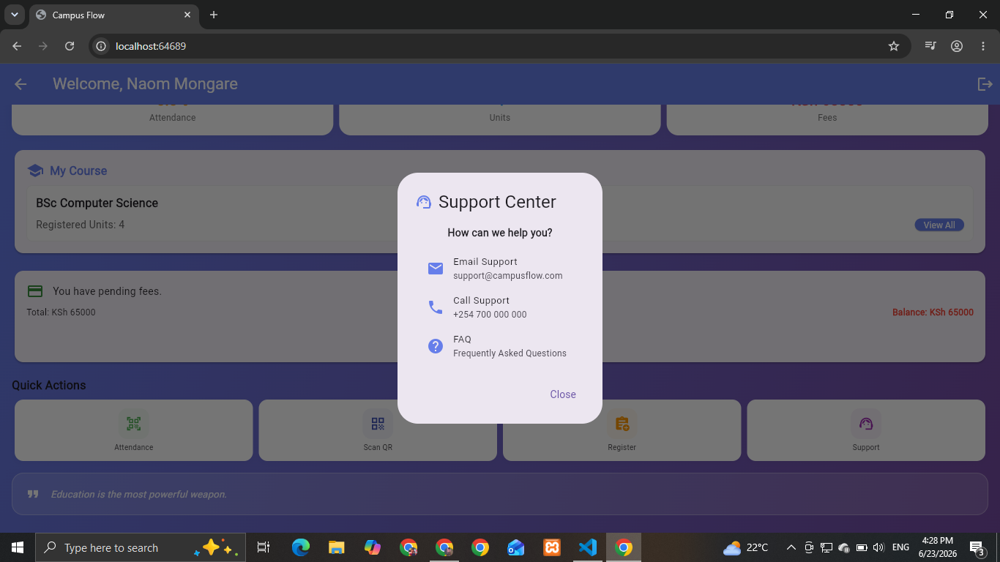 Campus Flow
localhost:64689
Welcome, Naom Mongare
Attendance
Units
Fees
My Course
BSc Computer Science
Registered Units: 4
View All
You have pending fees.
Total: KSh 65000
Balance: KSh 65000
Support Center
How can we help you?
Email Support
support@campusflow.com
Call Support
+254 700 000 000
FAQ
Frequently Asked Questions
Close
Quick Actions
Attendance
Scan QR
Register
Support
Education is the most powerful weapon.
Type here to search
22°C
ENG
4:28 PM
6/23/2026
3